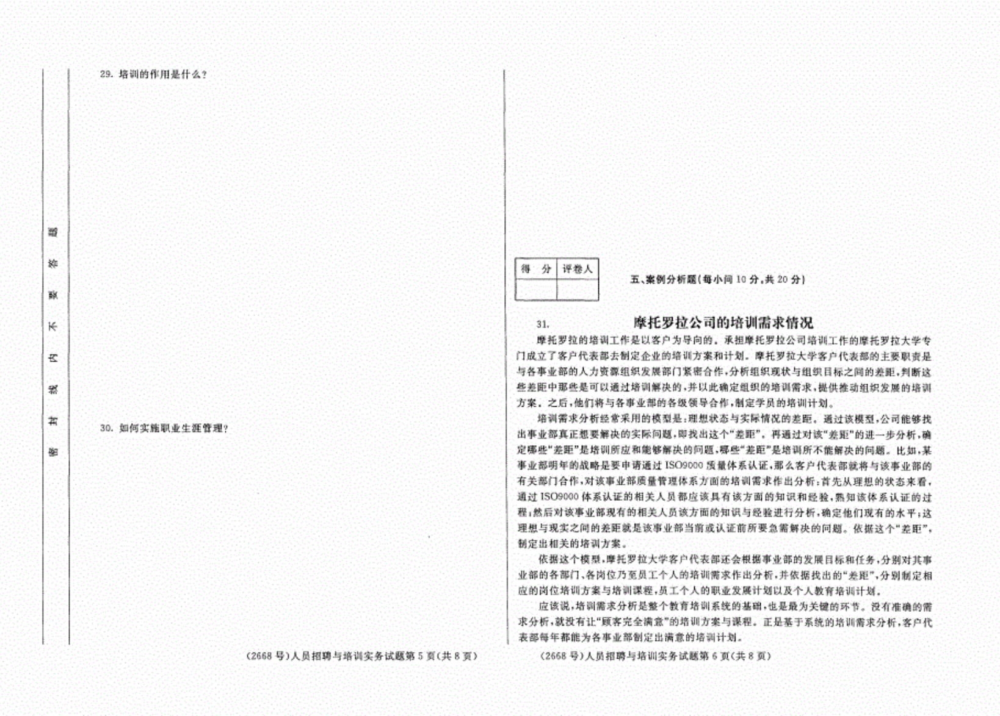 29. 培训的作用是什么?
30. 如何实施职业生涯管理?
密 封 线 内 不 要 答 题
(2668 号)人员招聘与培训实务试题第 5 页(共 8 页)
得 分 评卷人
五、案例分析题(每小问 10 分,共 20 分)
31. 摩托罗拉公司的培训需求情况
摩托罗拉的培训工作是以客户为导向的。承担摩托罗拉公司培训工作的摩托罗拉大学专
门成立了客户代表部去制定企业的培训方案和计划。摩托罗拉大学客户代表部的主要职责是
与各事业部的人力资源组织发展部门紧密合作,分析组织现状与组织目标之间的差距,判断这
些差距中那些是可以通过培训解决的,并以此确定组织的培训需求,提供推动组织发展的培训
方案。之后,他们将与各事业部的各级领导合作,制定学员的培训计划。
培训需求分析经常采用的模型是:理想状态与实际情况的差距。通过该模型,公司能够找
出事业部真正想要解决的实际问题,即找出这个“差距”。再通过对该“差距”的进一步分析,确
定哪些“差距”是培训所应和能够解决的问题,哪些“差距”是培训所不能解决的问题。比如,某
事业部明年的战略是要申请通过 ISO9000 质量体系认证,那么客户代表部就将与该事业部的
有关部门合作,对该事业部质量管理体系方面的培训需求作出分析:首先从理想的状态来看,
通过 ISO9000 体系认证的相关人员都应该具有该方面的知识和经验,熟知该体系认证的过
程;然后对该事业部现有的相关人员该方面的知识与经验进行分析,确定他们现有的水平;这
理想与现实之间的差距就是该事业部当前或认证前所要急需解决的问题。依据这个“差距”,
制定出相关的培训方案。
依据这个模型,摩托罗拉大学客户代表部还会根据事业部的发展目标和任务,分别对其事
业部的各部门、各岗位乃至员工个人的培训需求作出分析,并依据找出的“差距”,分别制定相
应的岗位培训方案与培训课程,员工个人的职业发展计划以及个人教育培训计划。
应该说,培训需求分析是整个教育培训系统的基础,也是最为关键的环节。没有准确的需
求分析,就没有让“顾客完全满意”的培训方案与课程。正是基于系统的培训需求分析,客户代
表部每年都能为各事业部制定出满意的培训计划。
(2668 号)人员招聘与培训实务试题第 6 页(共 8 页)